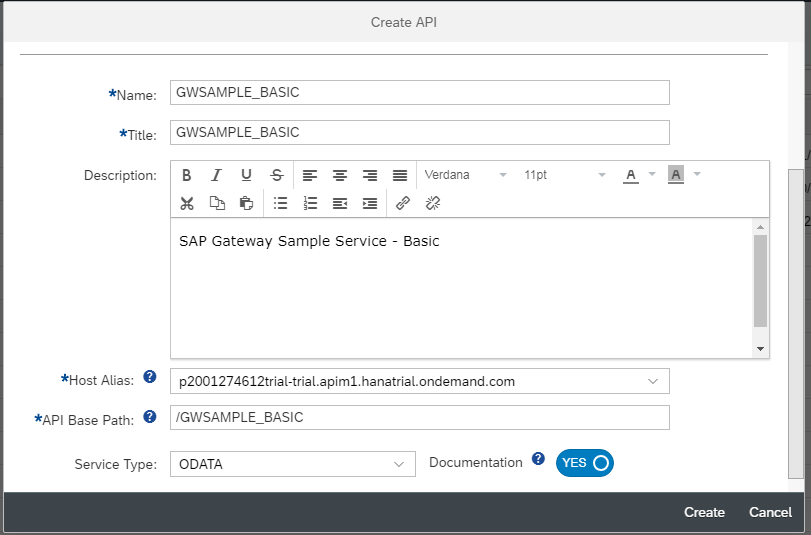 Create API
*Name: GWSAMPLE_BASIC
*Title: GWSAMPLE_BASIC
Description:
B I U S Verdana 11pt A A
SAP Gateway Sample Service - Basic
*Host Alias: ? p2001274612trial-trial.apim1.hanatrial.ondemand.com
*API Base Path: ? /GWSAMPLE_BASIC
Service Type: ODATA Documentation ? YES
Create Cancel